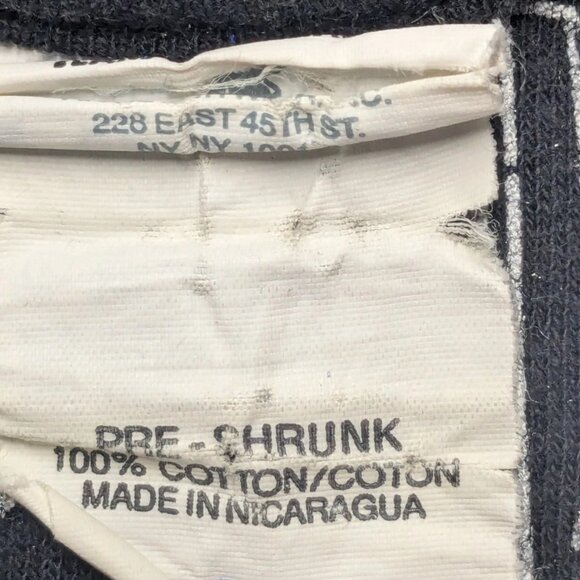 228 EAST 45TH ST.
NY NY
PRE-SHRUNK
100% COTTON/COTON
MADE IN NICARAGUA